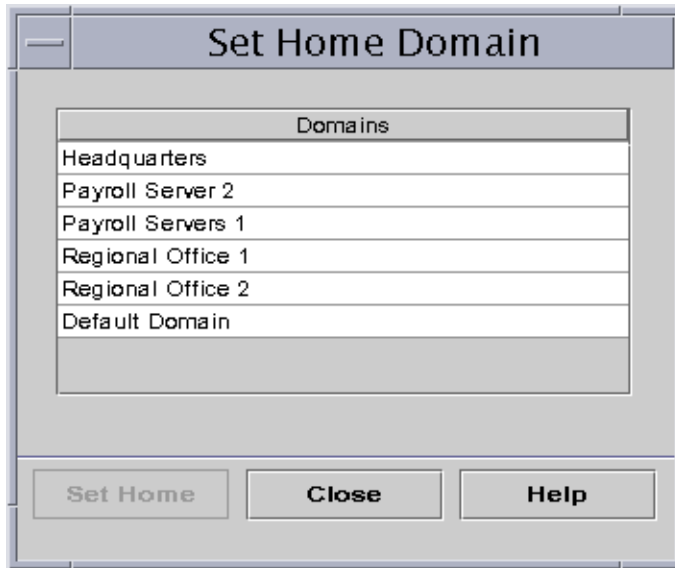 Set Home Domain
Domains
Headquarters
Payroll Server 2
Payroll Servers 1
Regional Office 1
Regional Office 2
Default Domain
Set Home Close Help